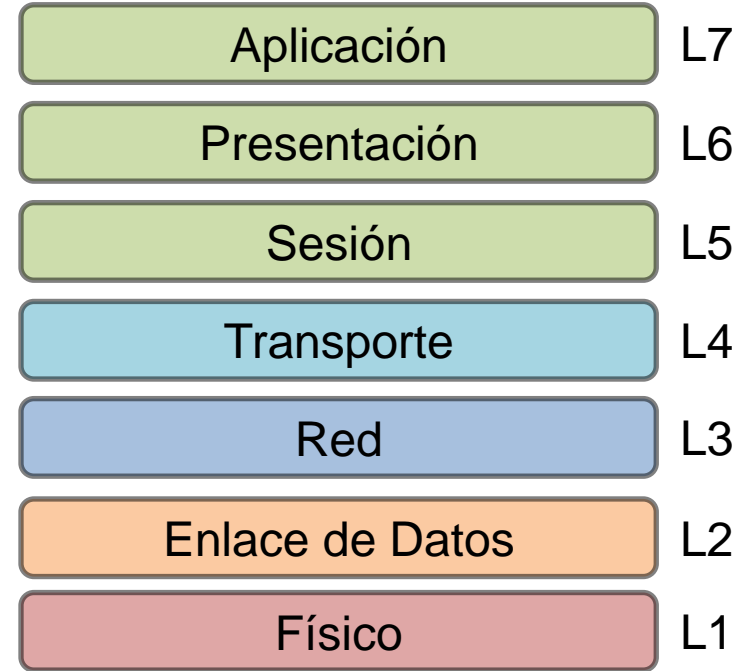 Aplicación L7
Presentación L6
Sesión L5
Transporte L4
Red L3
Enlace de Datos L2
Físico L1